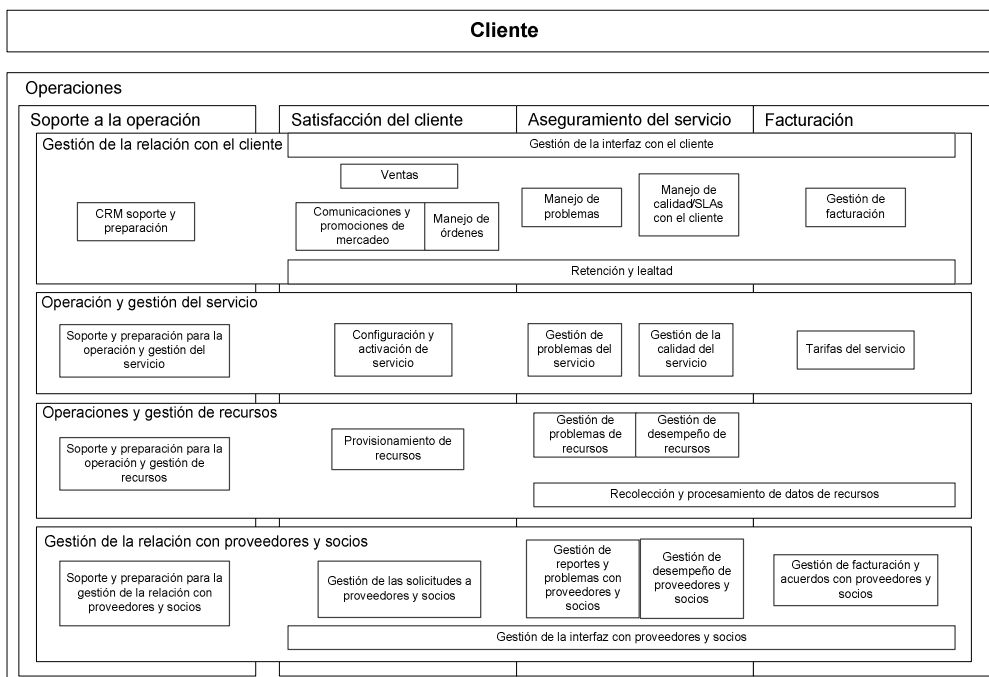 Cliente
Operaciones
Soporte a la operación
Satisfacción del cliente
Aseguramiento del servicio
Facturación
Gestión de la relación con el cliente
Gestión de la interfaz con el cliente
Ventas
CRM soporte y
preparación
Comunicaciones y
promociones de
mercadeo
Manejo de
órdenes
Manejo de
problemas
Manejo de
calidad/SLAs
con el cliente
Gestión de
facturación
Retención y lealtad
Operación y gestión del servicio
Soporte y preparación para la
operación y gestión del
servicio
Configuración y
activación de
servicio
Gestión de
problemas del
servicio
Gestión de la
calidad del
servicio
Tarifas del servicio
Operaciones y gestión de recursos
Soporte y preparación para la
operación y gestión de
recursos
Provisionamiento de
recursos
Gestión de
problemas de
recursos
Gestión de
desempeño de
recursos
Recolección y procesamiento de datos de recursos
Gestión de la relación con proveedores y socios
Soporte y preparación para la
gestión de la relación con
proveedores y socios
Gestión de las solicitudes a
proveedores y socios
Gestión de
reportes y
problemas con
proveedores y
socios
Gestión de
desempeño de
proveedores y
socios
Gestión de facturación y
acuerdos con proveedores y
socios
Gestión de la interfaz con proveedores y socios